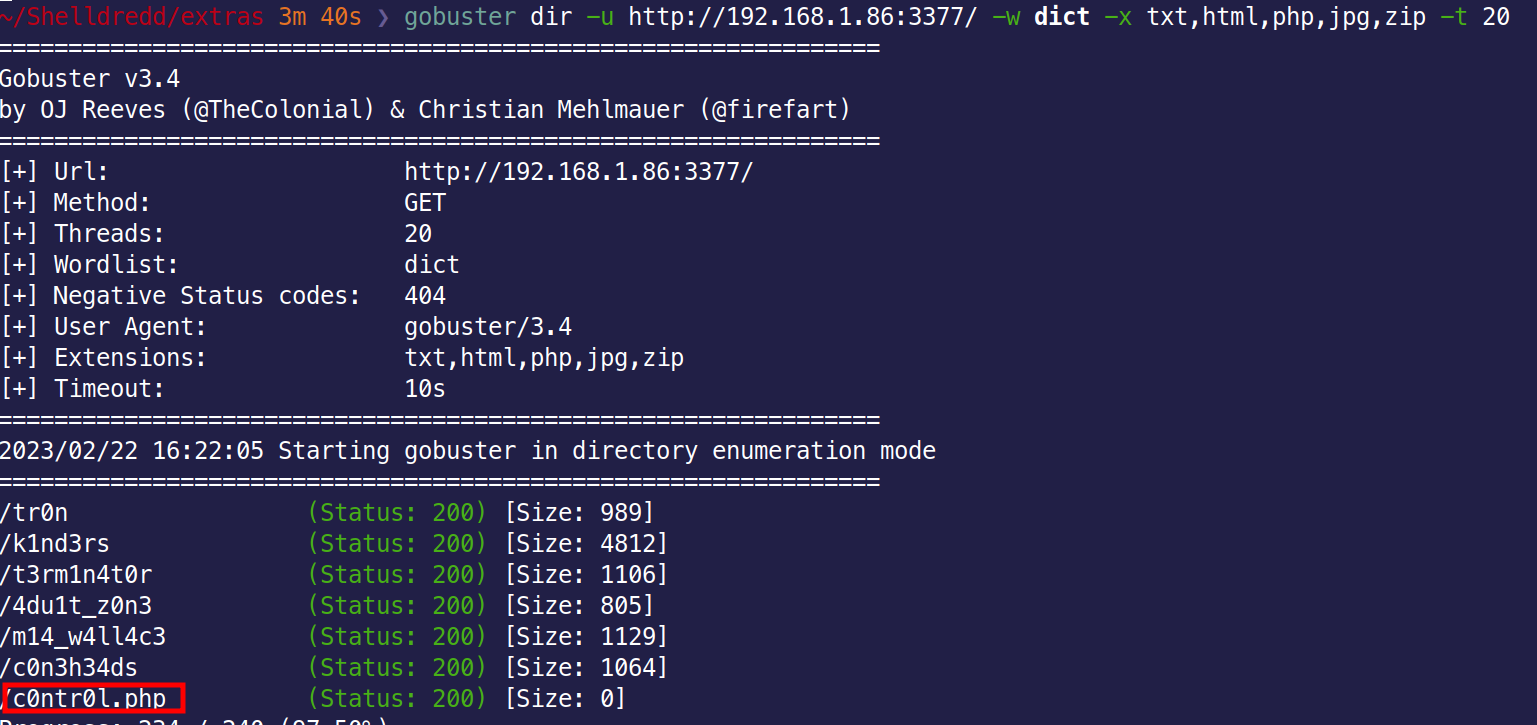 ~/Shelldredd/extras 3m 40s ❯ gobuster dir -u http://192.168.1.86:3377/ -w dict -x txt,html,php,jpg,zip -t 20
===============================================================
Gobuster v3.4
by OJ Reeves (@TheColonial) & Christian Mehlmauer (@firefart)
===============================================================
[+] Url:                     http://192.168.1.86:3377/
[+] Method:                  GET
[+] Threads:                 20
[+] Wordlist:                dict
[+] Negative Status codes:   404
[+] User Agent:              gobuster/3.4
[+] Extensions:              txt,html,php,jpg,zip
[+] Timeout:                 10s
===============================================================
2023/02/22 16:22:05 Starting gobuster in directory enumeration mode
===============================================================
/tr0n                 (Status: 200) [Size: 989]
/k1nd3rs              (Status: 200) [Size: 4812]
/t3rm1n4t0r           (Status: 200) [Size: 1106]
/4du1t_z0n3           (Status: 200) [Size: 805]
/m14_w4ll4c3          (Status: 200) [Size: 1129]
/c0n3h34ds            (Status: 200) [Size: 1064]
/c0ntr0l.php          (Status: 200) [Size: 0]
Progress: 234 / 240 (97.50%)